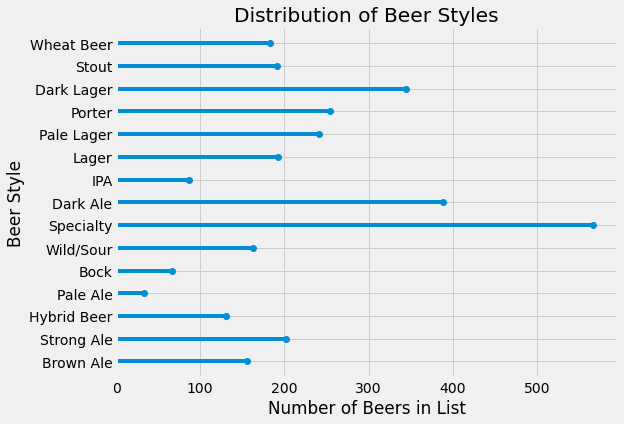 Distribution of Beer Styles
Beer Style
Wheat Beer
Stout
Dark Lager
Porter
Pale Lager
Lager
IPA
Dark Ale
Specialty
Wild/Sour
Bock
Pale Ale
Hybrid Beer
Strong Ale
Brown Ale
0 100 200 300 400 500
Number of Beers in List